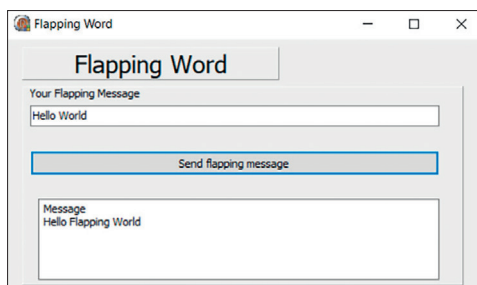 Flapping Word
Flapping Word
Your Flapping Message
Hello World
Send flapping message
Message
Hello Flapping World